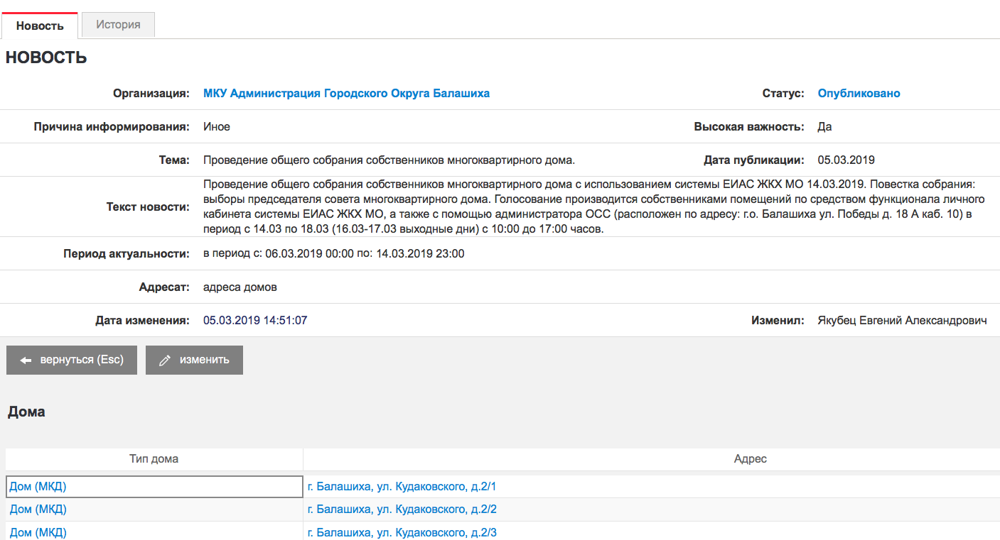 Новость История
НОВОСТЬ
Организация: МКУ Администрация Городского Округа Балашиха Статус: Опубликовано
Причина информирования: Иное Высокая важность: Да
Тема: Проведение общего собрания собственников многоквартирного дома. Дата публикации: 05.03.2019
Текст новости: Проведение общего собрания собственников многоквартирного дома с использованием системы ЕИАС ЖКХ МО 14.03.2019. Повестка собрания:
выборы председателя совета многоквартирного дома. Голосование производится собственниками помещений по средством функционала личного
кабинета системы ЕИАС ЖКХ МО, а также с помощью администратора ОСС (расположен по адресу: г.о. Балашиха ул. Победы д. 18 А каб. 10) в
период с 14.03 по 18.03 (16.03-17.03 выходные дни) с 10:00 до 17:00 часов.
Период актуальности: в период с: 06.03.2019 00:00 по: 14.03.2019 23:00
Адресат: адреса домов
Дата изменения: 05.03.2019 14:51:07 Изменил: Якубец Евгений Александрович
вернуться (Esc) изменить
Дома
Тип дома Адрес
Дом (МКД) г. Балашиха, ул. Кудаковского, д.2/1
Дом (МКД) г. Балашиха, ул. Кудаковского, д.2/2
Дом (МКД) г. Балашиха, ул. Кудаковского, д.2/3